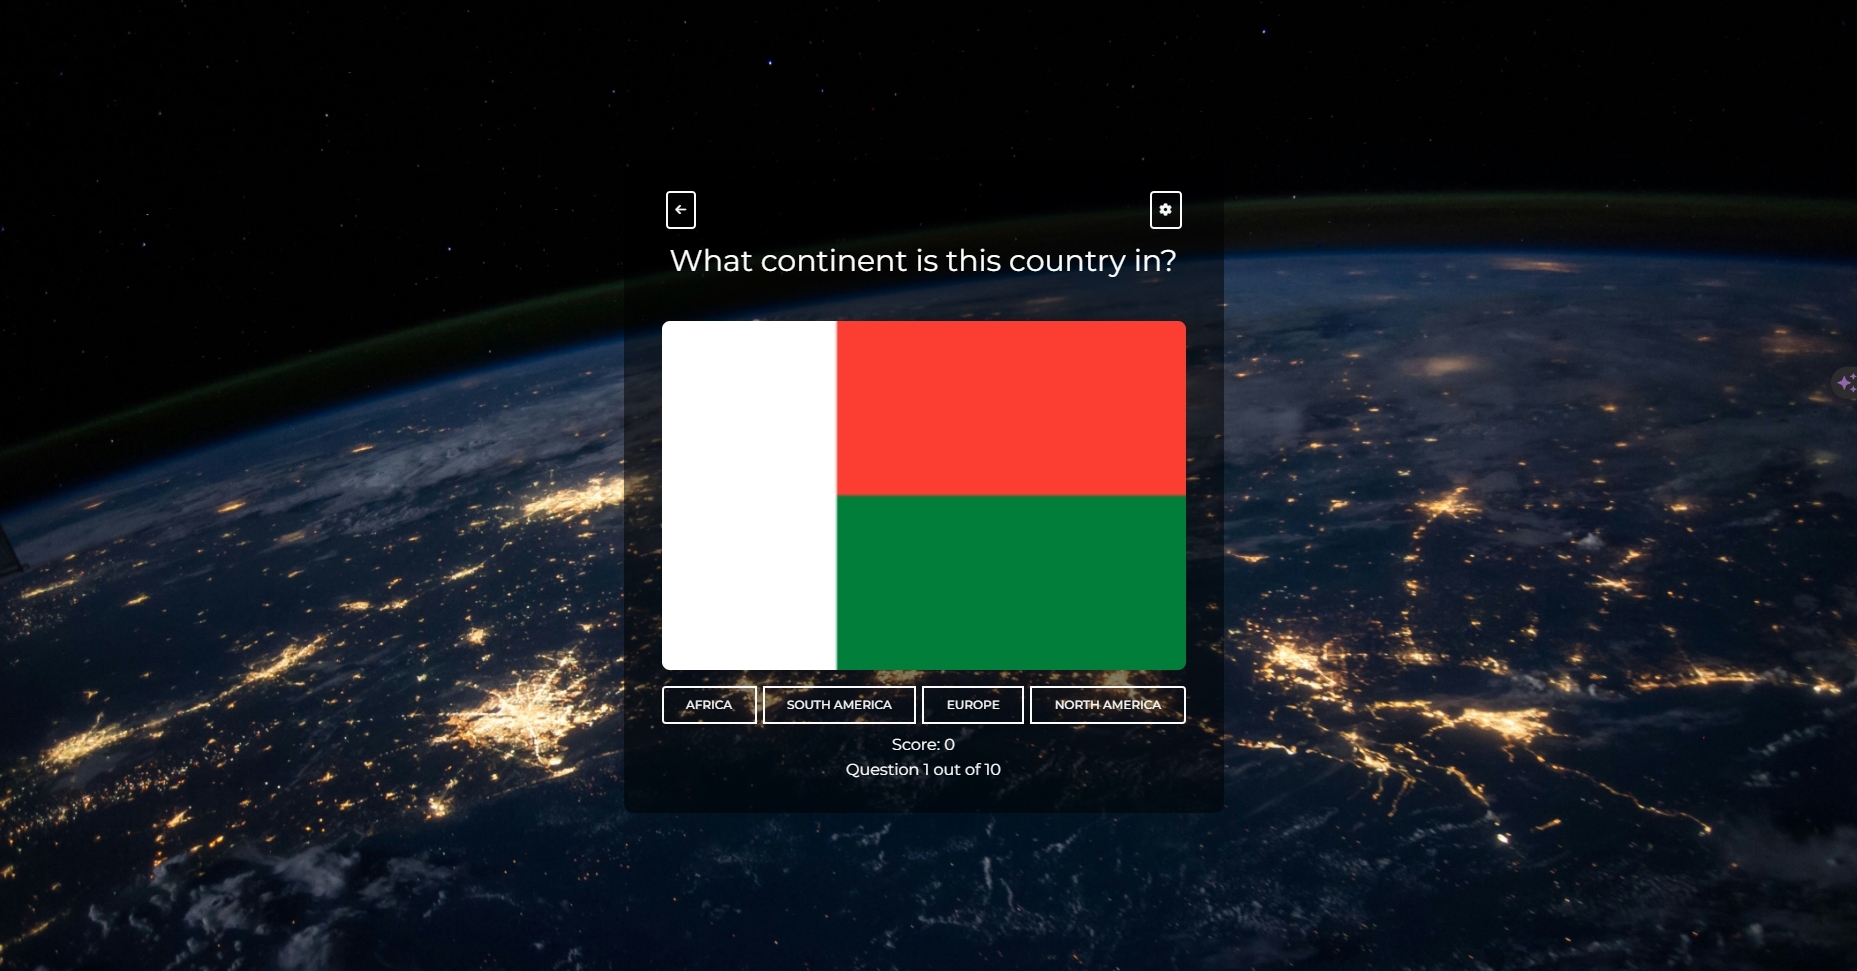 What continent is this country in?
AFRICA
SOUTH AMERICA
EUROPE
NORTH AMERICA
Score: 0
Question 1 out of 10